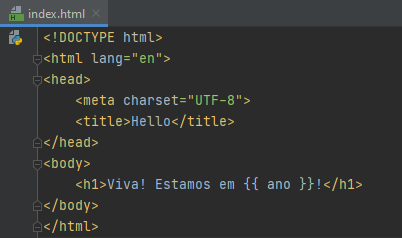 index.html
<!DOCTYPE html>
<html lang="en">
<head>
    <meta charset="UTF-8">
    <title>Hello</title>
</head>
<body>
    <h1>Viva! Estamos em {{ ano }}!</h1>
</body>
</html>